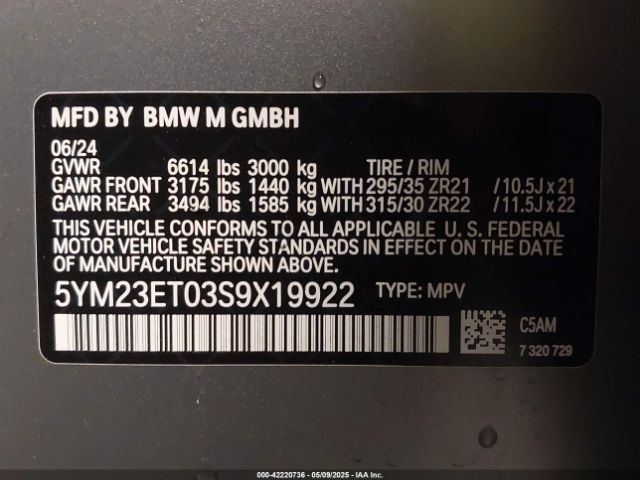 MFD BY BMW M GMBH
06/24
GVWR 6614 lbs 3000 kg TIRE / RIM
GAWR FRONT 3175 lbs 1440 kg WITH 295/35 ZR21 / 10.5J x 21
GAWR REAR 3494 lbs 1585 kg WITH 315/30 ZR22 / 11.5J x 22
THIS VEHICLE CONFORMS TO ALL APPLICABLE U. S. FEDERAL
MOTOR VEHICLE SAFETY STANDARDS IN EFFECT ON THE DATE
OF MANUFACTURE SHOWN ABOVE.
5YM23ET03S9X19922 TYPE: MPV
C5AM
7 320 729
000-42220736 - 05/09/2025 - IAA Inc.